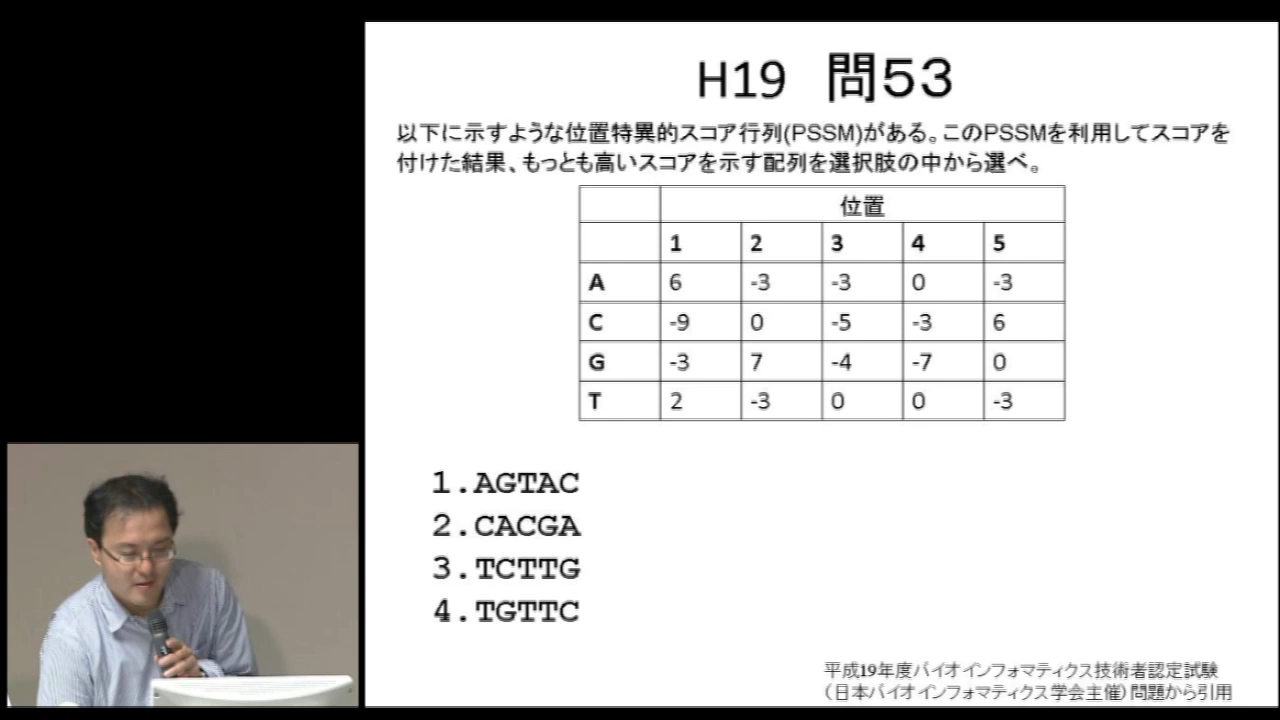 H19 問53
以下に示すような位置特異的スコア行列(PSSM)がある。このPSSMを利用してスコアを
付けた結果、もっとも高いスコアを示す配列を選択肢の中から選べ。
位置
1 2 3 4 5
A 6 -3 -3 0 -3
C -9 0 -5 -3 6
G -3 7 -4 -7 0
T 2 -3 0 0 -3
1.AGTAC
2.CACGA
3.TCTTG
4.TGTTC
平成19年度バイオインフォマティクス技術者認定試験
(日本バイオインフォマティクス学会主催)問題から引用